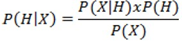 P(H|X) = P(X|H)xP(H) / P(X)